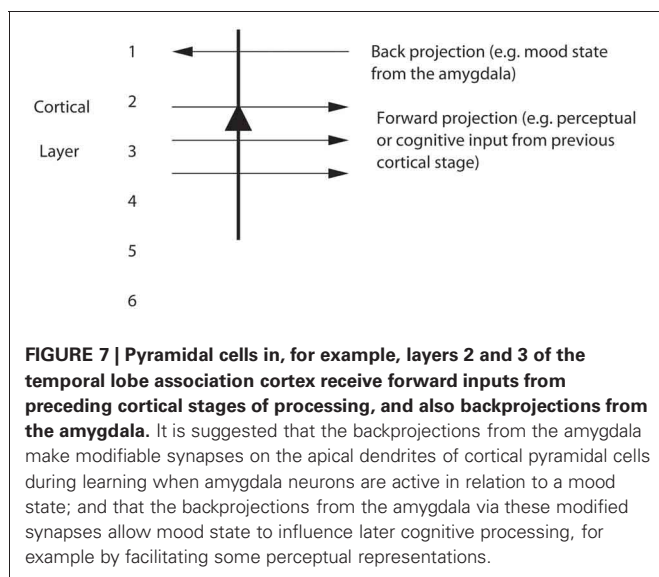 1
Back projection (e.g. mood state
from the amygdala)
Cortical
2
Forward projection (e.g. perceptual
or cognitive input from previous
cortical stage)
Layer
3
4
5
6
FIGURE 7 | Pyramidal cells in, for example, layers 2 and 3 of the
temporal lobe association cortex receive forward inputs from
preceding cortical stages of processing, and also backprojections from
the amygdala. It is suggested that the backprojections from the amygdala
make modifiable synapses on the apical dendrites of cortical pyramidal cells
during learning when amygdala neurons are active in relation to a mood
state; and that the backprojections from the amygdala via these modified
synapses allow mood state to influence later cognitive processing, for
example by facilitating some perceptual representations.